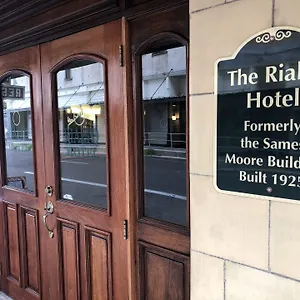 The Rial
Hotel
Formerly
the Sames
Moore Build
Built 1925